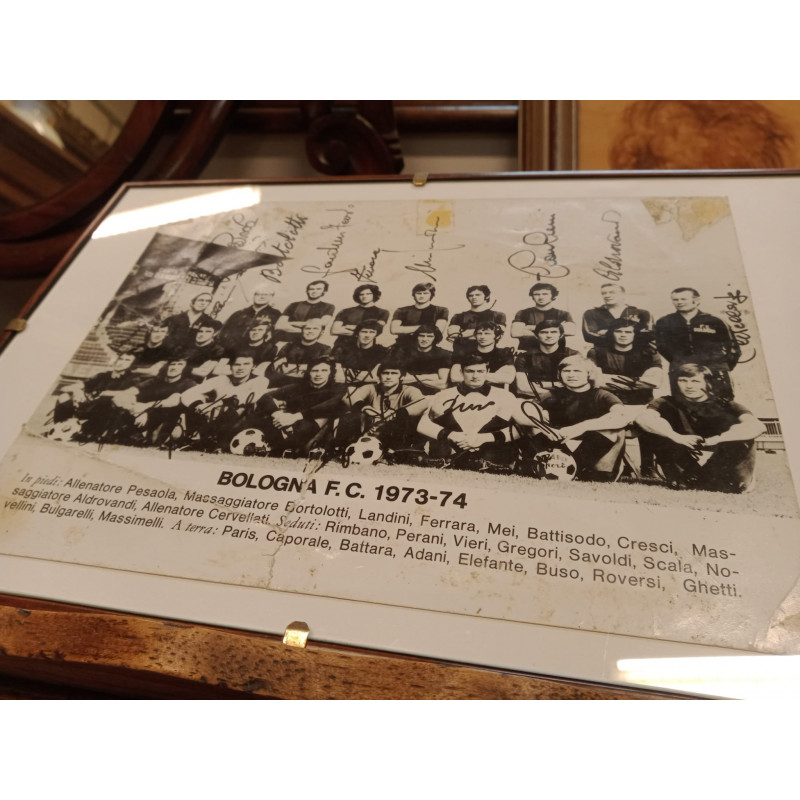 Aldrovandi
BOLOGNA F. C. 1973-74
In piedi: Allenatore Pesaola, Massaggiatore Bortolotti, Landini, Ferrara, Mei, Battisodo, Cresci, Mas-
saggiatore Aldrovandi, Allenatore Cervellati. Seduti: Rimbano, Perani, Vieri, Gregori, Savoldi, Scala, No-
vellini, Bulgarelli, Massimelli. A terra: Paris, Caporale, Battara, Adani, Elefante, Buso, Roversi, Ghetti.